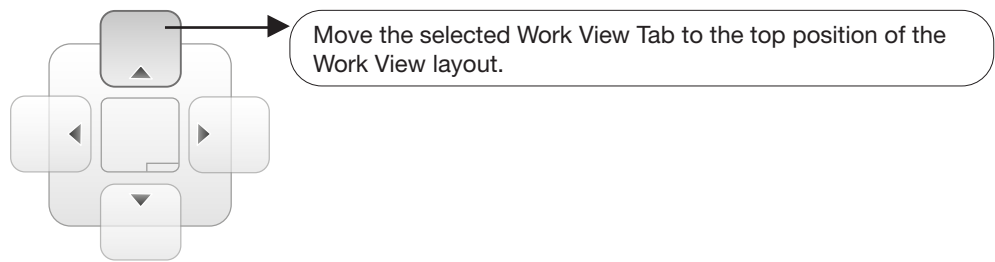 Move the selected Work View Tab to the top position of the
Work View layout.